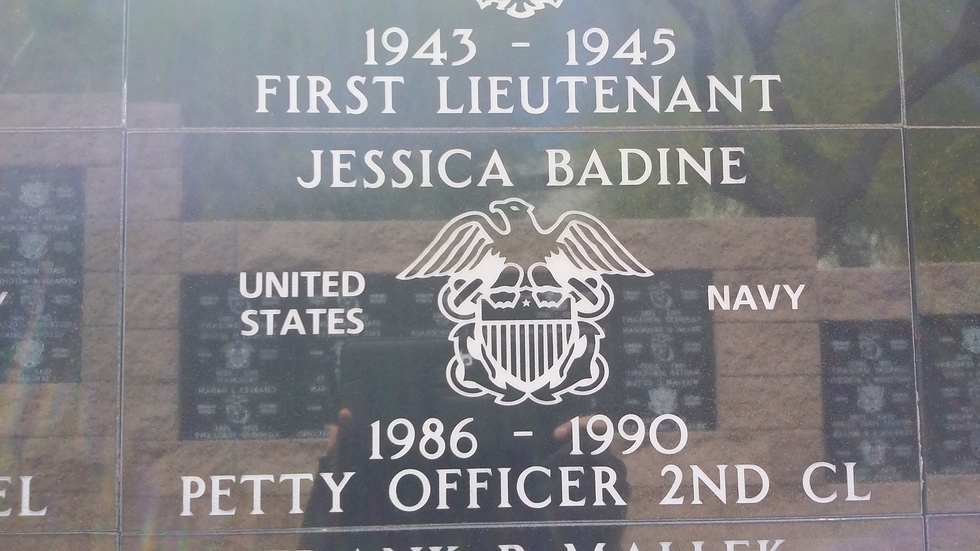 1943 - 1945
FIRST LIEUTENANT
JESSICA BADINE
UNITED
STATES
NAVY
1986 - 1990
PETTY OFFICER 2ND CL